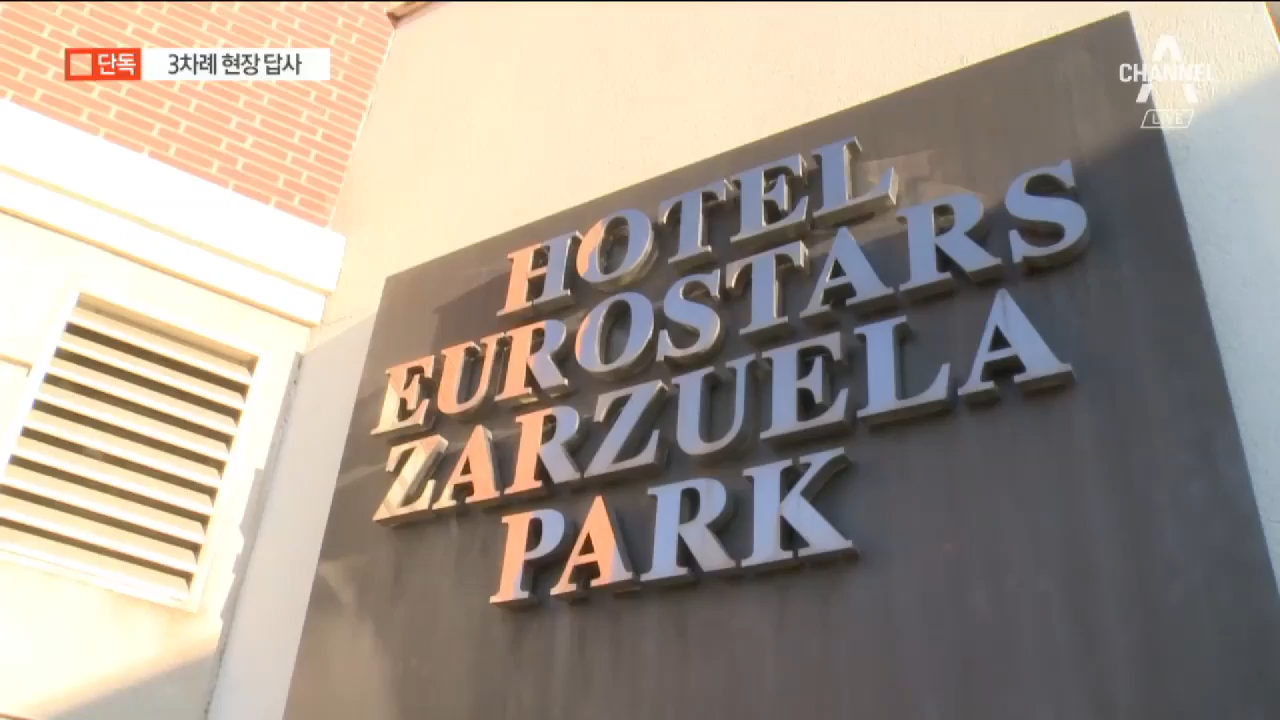 단독 3차례 현장 답사
CHANNEL A
LIVE
HOTEL
EUROSTARS
ZARZUELA
PARK